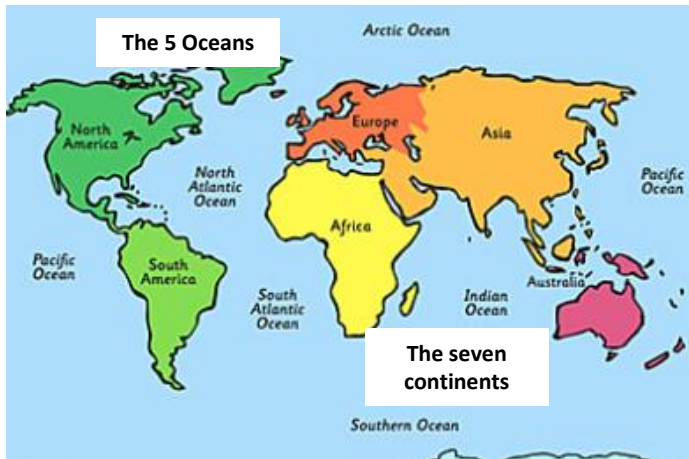 Arctic Ocean
The 5 Oceans
North
America
Europe
Asia
North
Atlantic
Ocean
Pacific
Ocean
Africa
Pacific
Ocean
South
America
South
Atlantic
Ocean
Indian
Ocean
Australia
The seven
continents
Southern Ocean